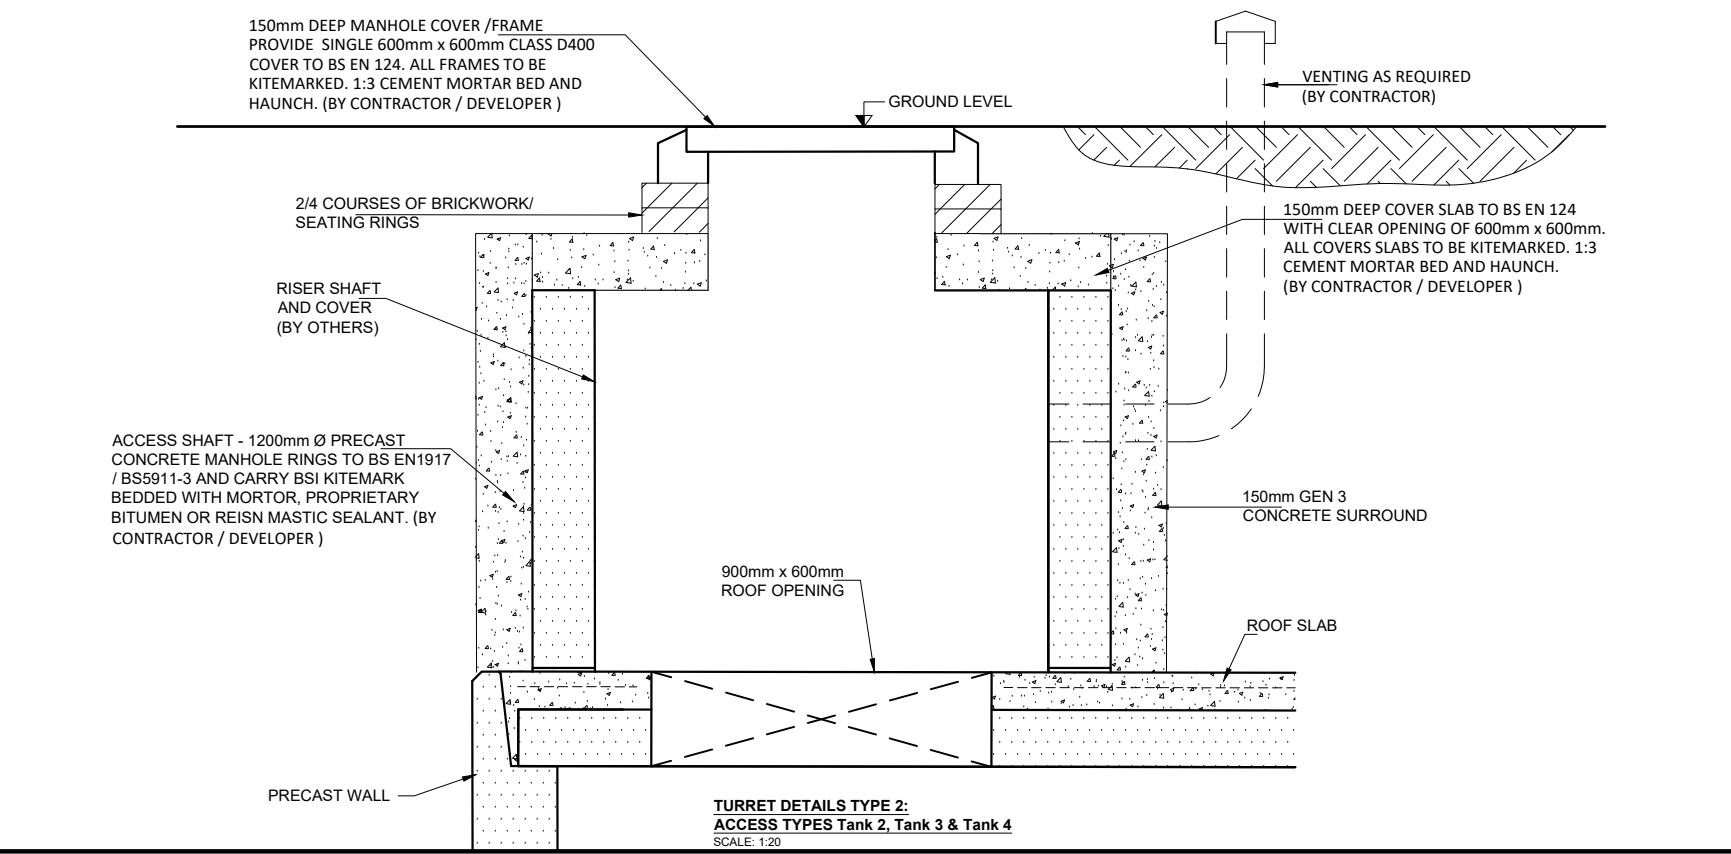 150mm DEEP MANHOLE COVER /FRAME
PROVIDE SINGLE 600mm x 600mm CLASS D400
COVER TO BS EN 124. ALL FRAMES TO BE
KITEMARKED. 1:3 CEMENT MORTAR BED AND
HAUNCH. (BY CONTRACTOR / DEVELOPER )
GROUND LEVEL
VENTING AS REQUIRED
(BY CONTRACTOR)
2/4 COURSES OF BRICKWORK/
SEATING RINGS
150mm DEEP COVER SLAB TO BS EN 124
WITH CLEAR OPENING OF 600mm x 600mm.
ALL COVERS SLABS TO BE KITEMARKED. 1:3
CEMENT MORTAR BED AND HAUNCH.
(BY CONTRACTOR / DEVELOPER )
RISER SHAFT
AND COVER
(BY OTHERS)
ACCESS SHAFT - 1200mm Ø PRECAST
CONCRETE MANHOLE RINGS TO BS EN1917
/ BS5911-3 AND CARRY BSI KITEMARK
BEDDED WITH MORTOR, PROPRIETARY
BITUMEN OR REISN MASTIC SEALANT. (BY
CONTRACTOR / DEVELOPER )
150mm GEN 3
CONCRETE SURROUND
900mm x 600mm
ROOF OPENING
ROOF SLAB
PRECAST WALL
TURRET DETAILS TYPE 2:
ACCESS TYPES Tank 2, Tank 3 & Tank 4
SCALE: 1:20